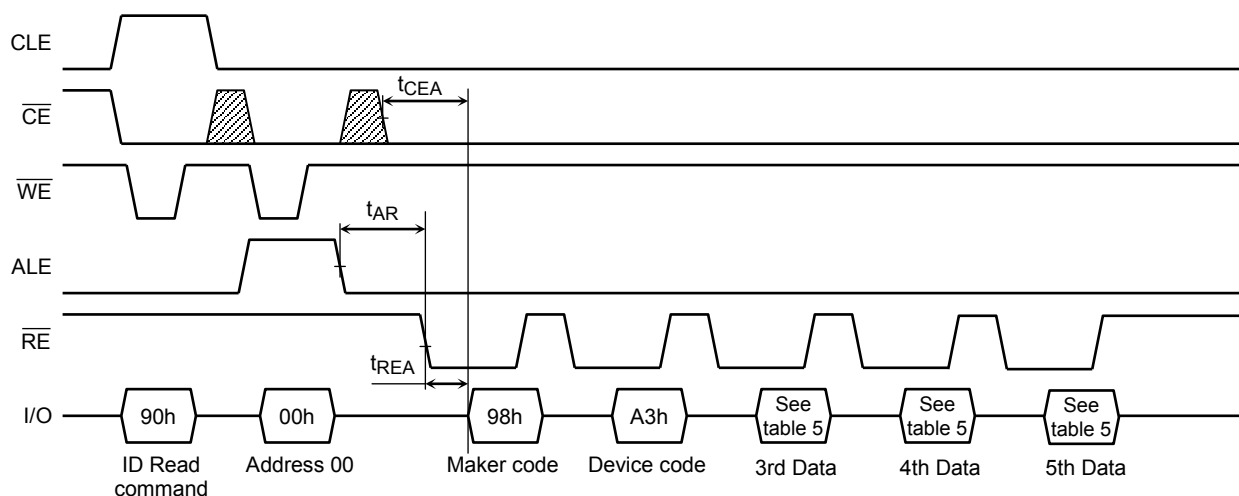 CLE
tCEA
CE
WE
tAR
ALE
RE
tREA
I/O
90h
00h
98h
A3h
See
table 5
See
table 5
See
table 5
ID Read
command
Address 00
Maker code
Device code
3rd Data
4th Data
5th Data